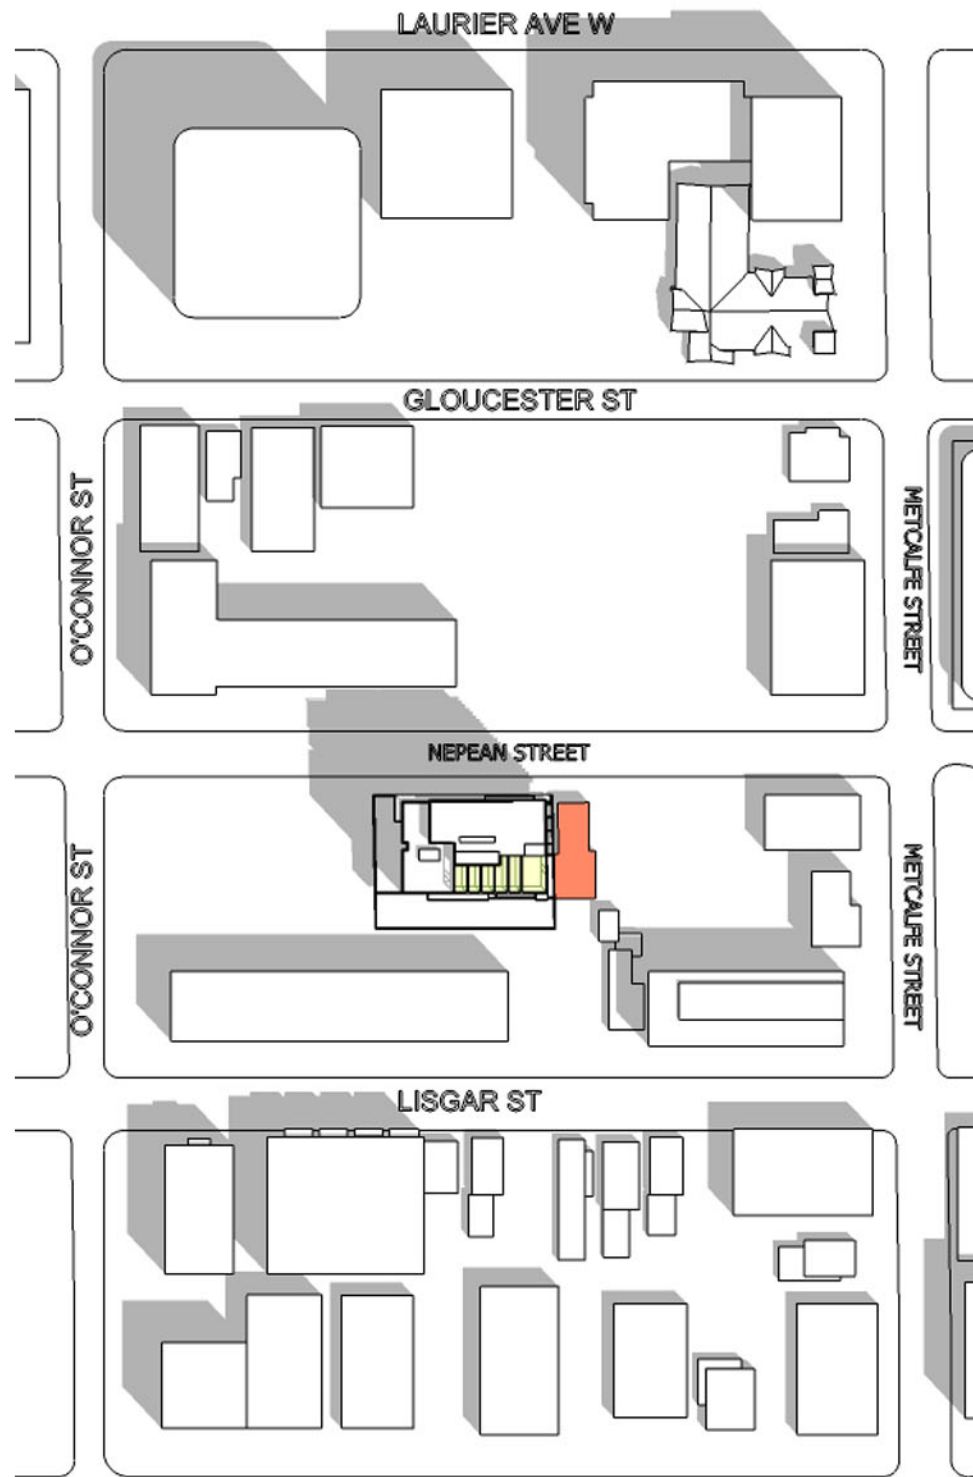 LAURIER AVE W
GLOUCESTER ST
O'CONNOR ST
METCALFE STREET
NEPEAN STREET
O'CONNOR ST
METCALFE STREET
LISGAR ST